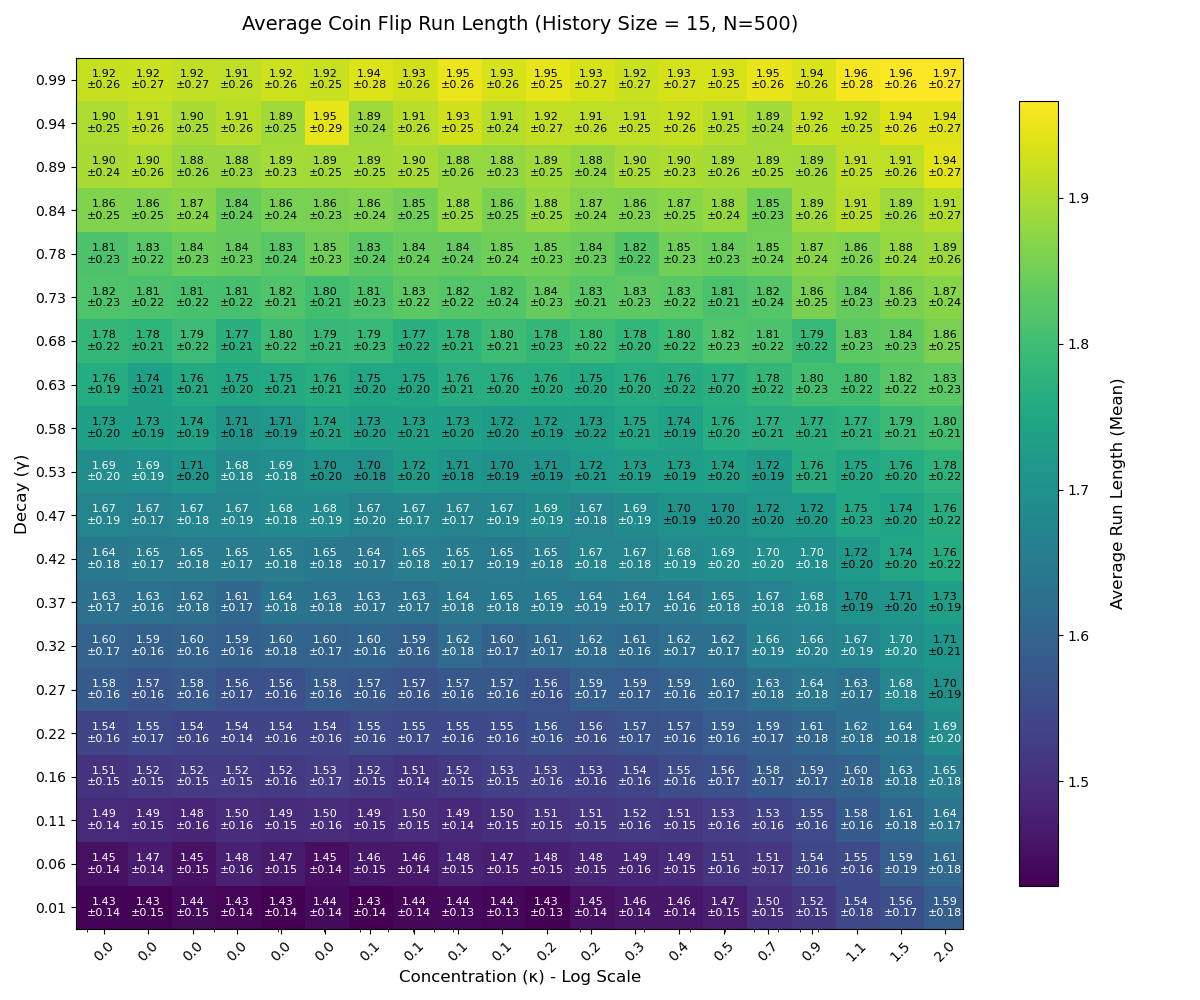 Average Coin Flip Run Length (History Size = 15, N=500)
0.99 1.92 1.92 1.92 1.91 1.92 1.92 1.94 1.93 1.95 1.93 1.95 1.93 1.92 1.93 1.93 1.95 1.94 1.96 1.96 1.97
±0.26 ±0.27 ±0.27 ±0.26 ±0.26 ±0.25 ±0.28 ±0.26 ±0.26 ±0.26 ±0.25 ±0.27 ±0.27 ±0.27 ±0.25 ±0.26 ±0.26 ±0.28 ±0.26 ±0.27
0.94 1.90 1.91 1.90 1.91 1.89 1.95 1.89 1.91 1.93 1.91 1.92 1.91 1.91 1.92 1.91 1.89 1.92 1.92 1.94 1.94
±0.25 ±0.26 ±0.25 ±0.26 ±0.25 ±0.29 ±0.24 ±0.26 ±0.25 ±0.24 ±0.27 ±0.26 ±0.25 ±0.26 ±0.25 ±0.24 ±0.26 ±0.25 ±0.26 ±0.27
0.89 1.90 1.90 1.88 1.88 1.89 1.89 1.89 1.90 1.88 1.88 1.89 1.88 1.90 1.90 1.89 1.89 1.89 1.91 1.91 1.94
±0.24 ±0.26 ±0.26 ±0.23 ±0.23 ±0.25 ±0.25 ±0.25 ±0.26 ±0.23 ±0.25 ±0.24 ±0.25 ±0.23 ±0.26 ±0.25 ±0.26 ±0.26 ±0.25 ±0.27
0.84 1.86 1.86 1.87 1.84 1.86 1.86 1.86 1.85 1.88 1.86 1.88 1.87 1.86 1.87 1.88 1.85 1.89 1.91 1.89 1.91
±0.25 ±0.25 ±0.24 ±0.24 ±0.24 ±0.23 ±0.24 ±0.25 ±0.25 ±0.25 ±0.25 ±0.24 ±0.23 ±0.25 ±0.24 ±0.23 ±0.26 ±0.25 ±0.26 ±0.27
0.78 1.81 1.83 1.84 1.84 1.83 1.85 1.83 1.84 1.84 1.85 1.85 1.84 1.82 1.85 1.84 1.85 1.87 1.86 1.88 1.89
±0.23 ±0.22 ±0.23 ±0.23 ±0.24 ±0.23 ±0.24 ±0.24 ±0.24 ±0.25 ±0.23 ±0.24 ±0.22 ±0.23 ±0.23 ±0.24 ±0.24 ±0.26 ±0.24 ±0.26
0.73 1.82 1.81 1.81 1.81 1.82 1.80 1.81 1.83 1.82 1.82 1.84 1.83 1.83 1.83 1.81 1.82 1.86 1.84 1.86 1.87
±0.23 ±0.22 ±0.22 ±0.22 ±0.21 ±0.21 ±0.23 ±0.22 ±0.22 ±0.24 ±0.23 ±0.21 ±0.23 ±0.22 ±0.21 ±0.24 ±0.25 ±0.23 ±0.23 ±0.24
0.68 1.78 1.78 1.79 1.77 1.80 1.79 1.79 1.77 1.78 1.80 1.78 1.80 1.78 1.80 1.82 1.81 1.79 1.83 1.84 1.86
±0.22 ±0.21 ±0.22 ±0.21 ±0.22 ±0.21 ±0.23 ±0.22 ±0.21 ±0.21 ±0.23 ±0.22 ±0.20 ±0.22 ±0.23 ±0.22 ±0.22 ±0.23 ±0.23 ±0.25
0.63 1.76 1.74 1.76 1.75 1.75 1.76 1.75 1.75 1.76 1.76 1.76 1.75 1.76 1.76 1.77 1.78 1.80 1.80 1.82 1.83
±0.19 ±0.21 ±0.21 ±0.20 ±0.21 ±0.21 ±0.20 ±0.20 ±0.21 ±0.20 ±0.20 ±0.20 ±0.20 ±0.22 ±0.20 ±0.22 ±0.23 ±0.22 ±0.22 ±0.23
0.58 1.73 1.73 1.74 1.71 1.71 1.74 1.73 1.73 1.73 1.72 1.72 1.73 1.75 1.74 1.76 1.77 1.77 1.77 1.79 1.80
±0.20 ±0.19 ±0.19 ±0.18 ±0.19 ±0.21 ±0.20 ±0.21 ±0.20 ±0.20 ±0.19 ±0.22 ±0.21 ±0.19 ±0.20 ±0.21 ±0.21 ±0.21 ±0.21 ±0.21
0.53 1.69 1.69 1.71 1.68 1.69 1.70 1.70 1.72 1.71 1.70 1.71 1.72 1.73 1.73 1.74 1.72 1.76 1.75 1.76 1.78
±0.20 ±0.19 ±0.20 ±0.18 ±0.18 ±0.20 ±0.18 ±0.20 ±0.18 ±0.19 ±0.19 ±0.21 ±0.19 ±0.19 ±0.20 ±0.19 ±0.21 ±0.20 ±0.20 ±0.22
0.47 1.67 1.67 1.67 1.67 1.68 1.68 1.67 1.67 1.67 1.67 1.69 1.67 1.69 1.70 1.70 1.72 1.72 1.75 1.74 1.76
±0.19 ±0.17 ±0.18 ±0.19 ±0.18 ±0.19 ±0.20 ±0.17 ±0.17 ±0.19 ±0.19 ±0.18 ±0.19 ±0.19 ±0.20 ±0.20 ±0.20 ±0.23 ±0.20 ±0.22
0.42 1.64 1.65 1.65 1.65 1.65 1.65 1.64 1.65 1.65 1.65 1.65 1.67 1.67 1.68 1.69 1.70 1.70 1.72 1.74 1.76
±0.18 ±0.17 ±0.17 ±0.18 ±0.18 ±0.18 ±0.17 ±0.18 ±0.17 ±0.19 ±0.18 ±0.18 ±0.18 ±0.19 ±0.20 ±0.20 ±0.18 ±0.20 ±0.20 ±0.22
0.37 1.63 1.63 1.62 1.61 1.64 1.63 1.63 1.63 1.64 1.65 1.65 1.64 1.64 1.64 1.65 1.67 1.68 1.70 1.71 1.73
±0.17 ±0.16 ±0.18 ±0.17 ±0.18 ±0.18 ±0.17 ±0.17 ±0.18 ±0.18 ±0.19 ±0.19 ±0.17 ±0.16 ±0.18 ±0.18 ±0.18 ±0.19 ±0.20 ±0.19
0.32 1.60 1.59 1.60 1.59 1.60 1.60 1.60 1.59 1.62 1.60 1.61 1.62 1.61 1.62 1.62 1.66 1.66 1.67 1.70 1.71
±0.17 ±0.16 ±0.16 ±0.16 ±0.18 ±0.17 ±0.16 ±0.16 ±0.18 ±0.17 ±0.18 ±0.18 ±0.16 ±0.17 ±0.17 ±0.19 ±0.20 ±0.19 ±0.20 ±0.21
0.27 1.58 1.57 1.58 1.56 1.56 1.58 1.57 1.57 1.57 1.57 1.56 1.59 1.59 1.59 1.60 1.63 1.64 1.63 1.68 1.70
±0.16 ±0.16 ±0.16 ±0.17 ±0.16 ±0.16 ±0.17 ±0.16 ±0.16 ±0.17 ±0.16 ±0.17 ±0.17 ±0.16 ±0.17 ±0.18 ±0.18 ±0.17 ±0.18 ±0.19
0.22 1.54 1.55 1.54 1.54 1.54 1.54 1.55 1.55 1.55 1.55 1.56 1.56 1.57 1.57 1.59 1.59 1.61 1.62 1.64 1.69
±0.16 ±0.17 ±0.16 ±0.14 ±0.16 ±0.16 ±0.16 ±0.17 ±0.16 ±0.15 ±0.16 ±0.16 ±0.17 ±0.16 ±0.16 ±0.17 ±0.18 ±0.18 ±0.18 ±0.20
0.16 1.51 1.52 1.52 1.52 1.52 1.53 1.52 1.51 1.52 1.53 1.53 1.53 1.54 1.55 1.56 1.58 1.59 1.60 1.63 1.65
±0.15 ±0.15 ±0.15 ±0.15 ±0.16 ±0.17 ±0.15 ±0.14 ±0.16 ±0.15 ±0.16 ±0.16 ±0.16 ±0.16 ±0.17 ±0.17 ±0.17 ±0.18 ±0.18 ±0.18
0.11 1.49 1.49 1.48 1.50 1.49 1.50 1.49 1.50 1.49 1.50 1.51 1.51 1.52 1.51 1.53 1.53 1.55 1.58 1.61 1.64
±0.14 ±0.15 ±0.16 ±0.16 ±0.15 ±0.16 ±0.15 ±0.15 ±0.14 ±0.15 ±0.15 ±0.15 ±0.16 ±0.15 ±0.16 ±0.16 ±0.16 ±0.16 ±0.18 ±0.17
0.06 1.45 1.47 1.45 1.48 1.47 1.45 1.46 1.46 1.48 1.47 1.48 1.48 1.49 1.49 1.51 1.51 1.54 1.55 1.59 1.61
±0.14 ±0.14 ±0.15 ±0.16 ±0.15 ±0.14 ±0.14 ±0.14 ±0.15 ±0.15 ±0.15 ±0.15 ±0.16 ±0.15 ±0.16 ±0.17 ±0.16 ±0.16 ±0.19 ±0.18
0.01 1.43 1.43 1.44 1.43 1.43 1.44 1.43 1.44 1.44 1.44 1.43 1.45 1.46 1.46 1.47 1.50 1.52 1.54 1.56 1.59
±0.14 ±0.15 ±0.15 ±0.14 ±0.14 ±0.14 ±0.14 ±0.14 ±0.13 ±0.13 ±0.13 ±0.14 ±0.14 ±0.14 ±0.15 ±0.15 ±0.15 ±0.18 ±0.17 ±0.18
0.0 0.0 0.0 0.0 0.0 0.0 0.1 0.1 0.1 0.1 0.2 0.2 0.3 0.4 0.5 0.7 0.9 1.1 1.5 2.0
Concentration (κ) - Log Scale
Decay (γ)
1.9
1.8
1.7
1.6
1.5
Average Run Length (Mean)